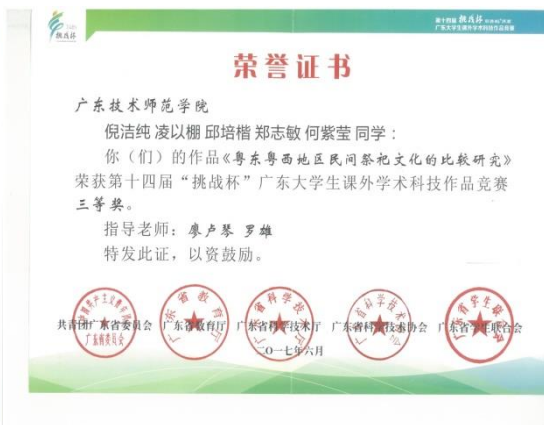 挑战杯
第十四届 挑战杯
广东大学生课外学术科技作品竞赛
荣誉证书
广东技术师范学院
倪洁纯 凌以棚 邱培楷 郑志敏 何紫莹 同学：
你（们）的作品《粤东粤西地区民间祭祀文化的比较研究》
荣获第十四届“挑战杯”广东大学生课外学术科技作品竞赛
三等奖。
指导老师：廖卢琴 罗雄
特发此证，以资鼓励。
共青团广东省委员会 广东省教育厅 广东省科学技术厅 广东省科学技术协会 广东省学生联合会
广东省委员会
二〇一七年六月